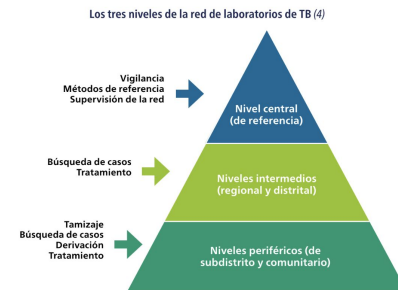 Los tres niveles de la red de laboratorios de TB (4)
Vigilancia
Métodos de referencia
Supervisión de la red
Nivel central
(de referencia)
Búsqueda de casos
Tratamiento
Niveles intermedios
(regional y distrital)
Tamizaje
Búsqueda de casos
Derivación
Tratamiento
Niveles periféricos (de
subdistrito y comunitario)